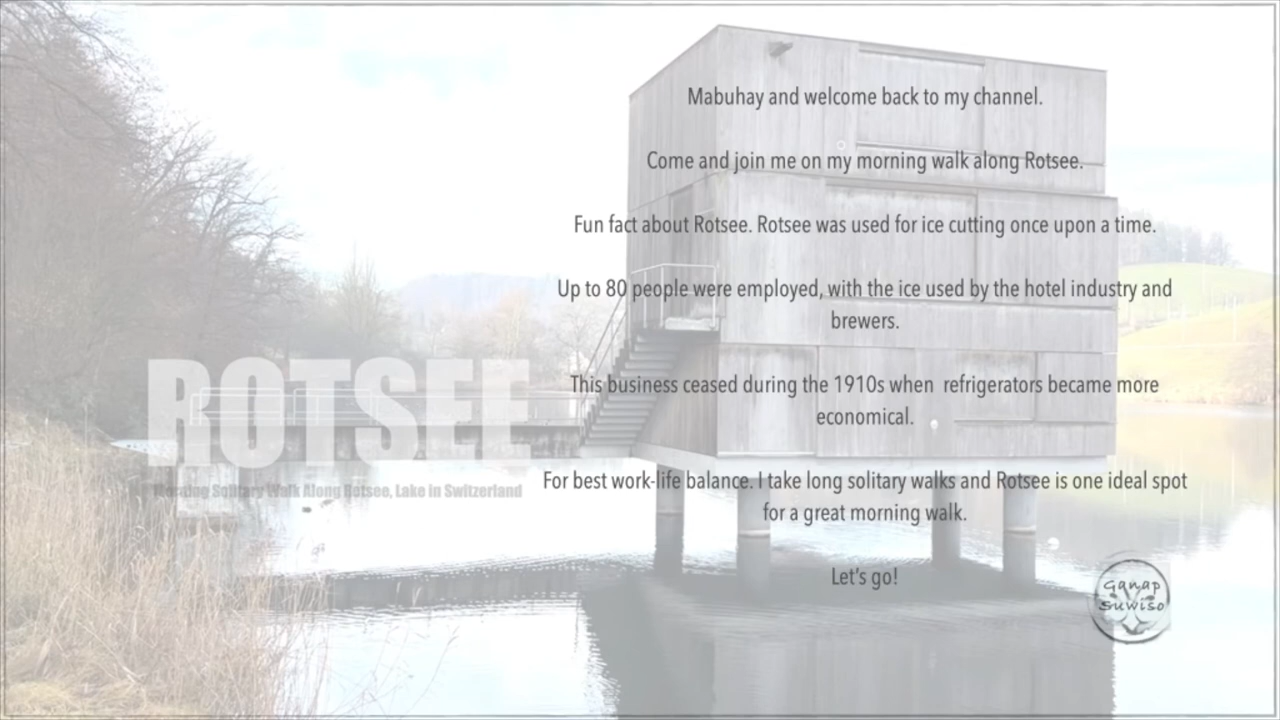 Mabuhay and welcome back to my channel.
Come and join me on my morning walk along Rotsee.
Fun fact about Rotsee. Rotsee was used for ice cutting once upon a time.
Up to 80 people were employed, with the ice used by the hotel industry and
brewers.
This business ceased during the 1910s when  refrigerators became more
economical.
For best work-life balance. I take long solitary walks and Rotsee is one ideal spot
for a great morning walk.
Let's go!
ROTSEE
Morning Solitary Walk Along Rotsee, Lake in Switzerland
Ganap
Suwiso